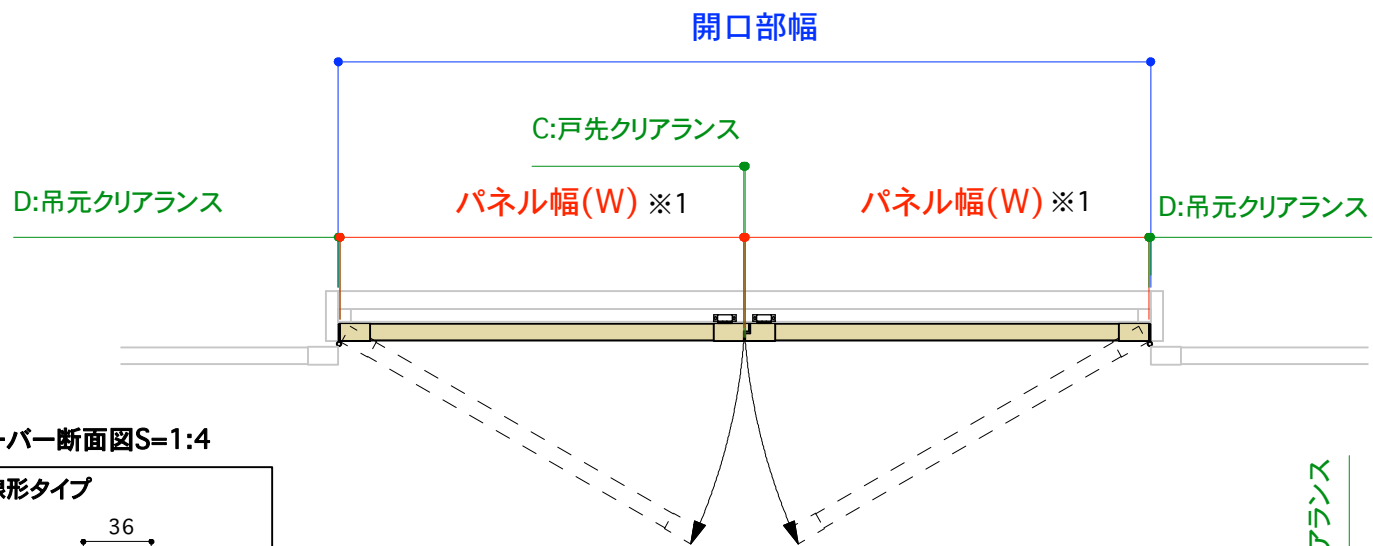 開口部幅
C:戸先クリアランス
D:吊元クリアランス
パネル幅(W) ※1
パネル幅(W) ※1
D:吊元クリアランス
ーバー断面図S=1:4
線形タイプ
36
アランス